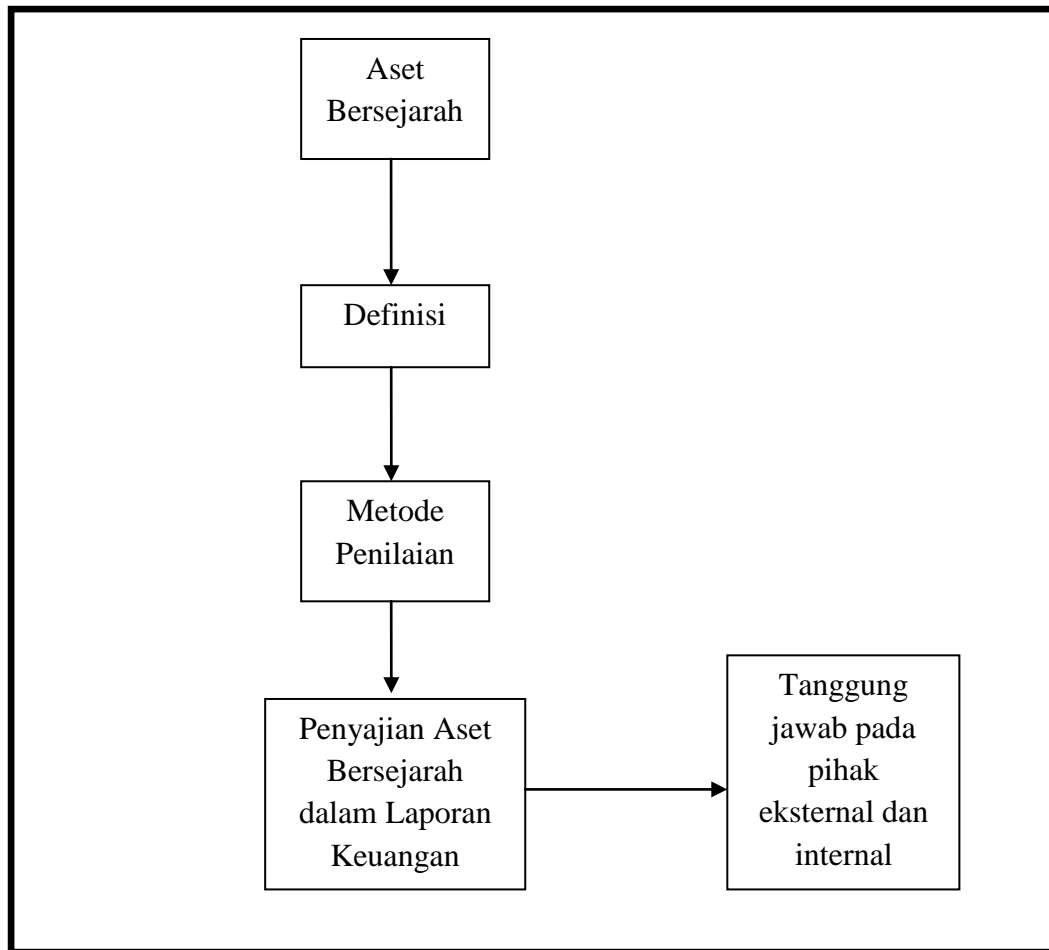 Aset
Bersejarah
Definisi
Metode
Penilaian
Penyajian Aset
Bersejarah
dalam Laporan
Keuangan
Tanggung
jawab pada
pihak
eksternal dan
internal